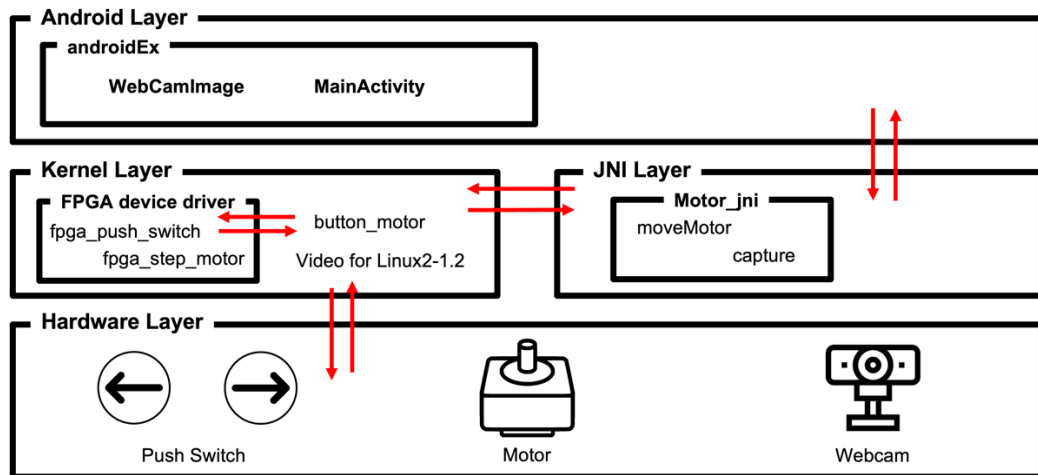 Android Layer
androidEx
WebCamImage
MainActivity
Kernel Layer
FPGA device driver
fpga_push_switch
fpga_step_motor
button_motor
Video for Linux2-1.2
JNI Layer
Motor_jni
moveMotor
capture
Hardware Layer
Push Switch
Motor
Webcam